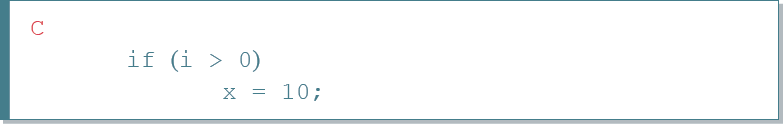 C
if (i > 0)
x = 10;